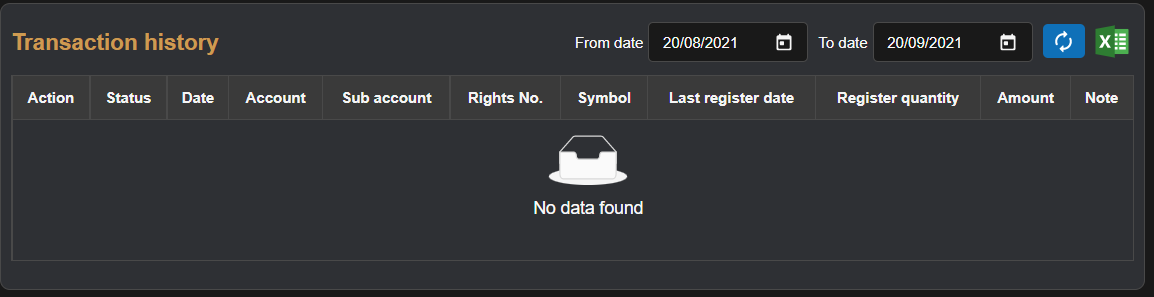 Transaction history From date 20/08/2021 To date 20/09/2021 X
Action Status Date Account Sub account Rights No. Symbol Last register date Register quantity Amount Note
No data found